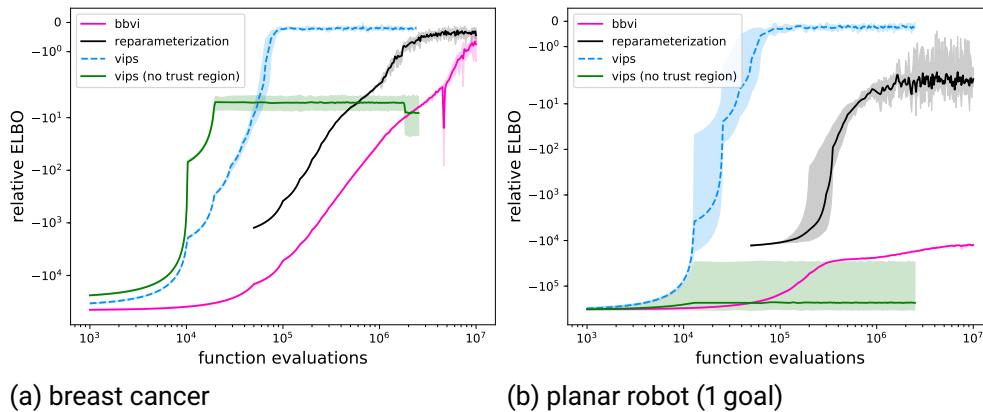 bbvi
reparameterization
vips
vips (no trust region)
relative ELBO
0
−10⁰
−10¹
−10²
−10³
−10⁴
10³ 10⁴ 10⁵ 10⁶ 10⁷
function evaluations
(a) breast cancer
bbvi
reparameterization
vips
vips (no trust region)
relative ELBO
0
−10⁰
−10¹
−10²
−10³
−10⁴
−10⁵
10³ 10⁴ 10⁵ 10⁶ 10⁷
function evaluations
(b) planar robot (1 goal)